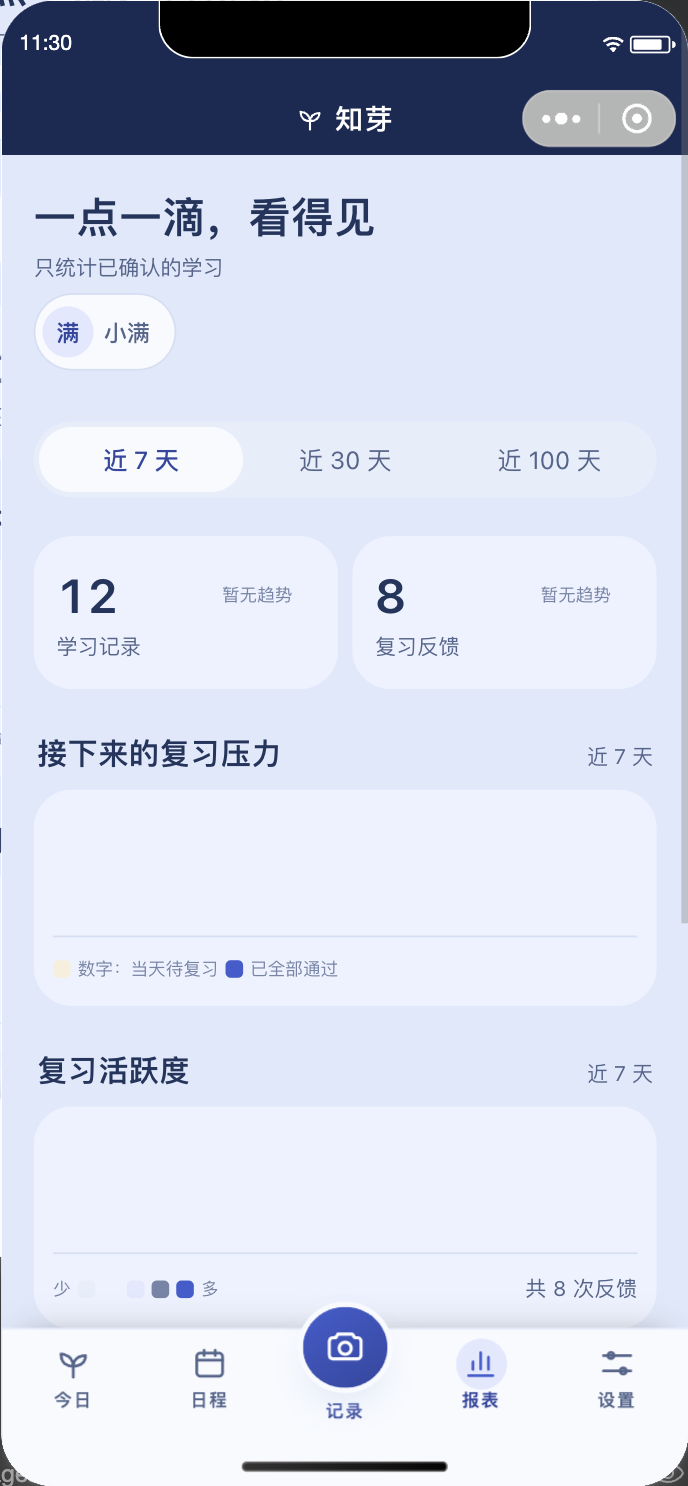 11:30
知芽
一点一滴，看得见
只统计已确认的学习
满 小满
近 7 天 近 30 天 近 100 天
12 暂无趋势
学习记录
8 暂无趋势
复习反馈
接下来的复习压力 近 7 天
数字：当天待复习 已全部通过
复习活跃度 近 7 天
少 多 共 8 次反馈
今日 日程 记录 报表 设置